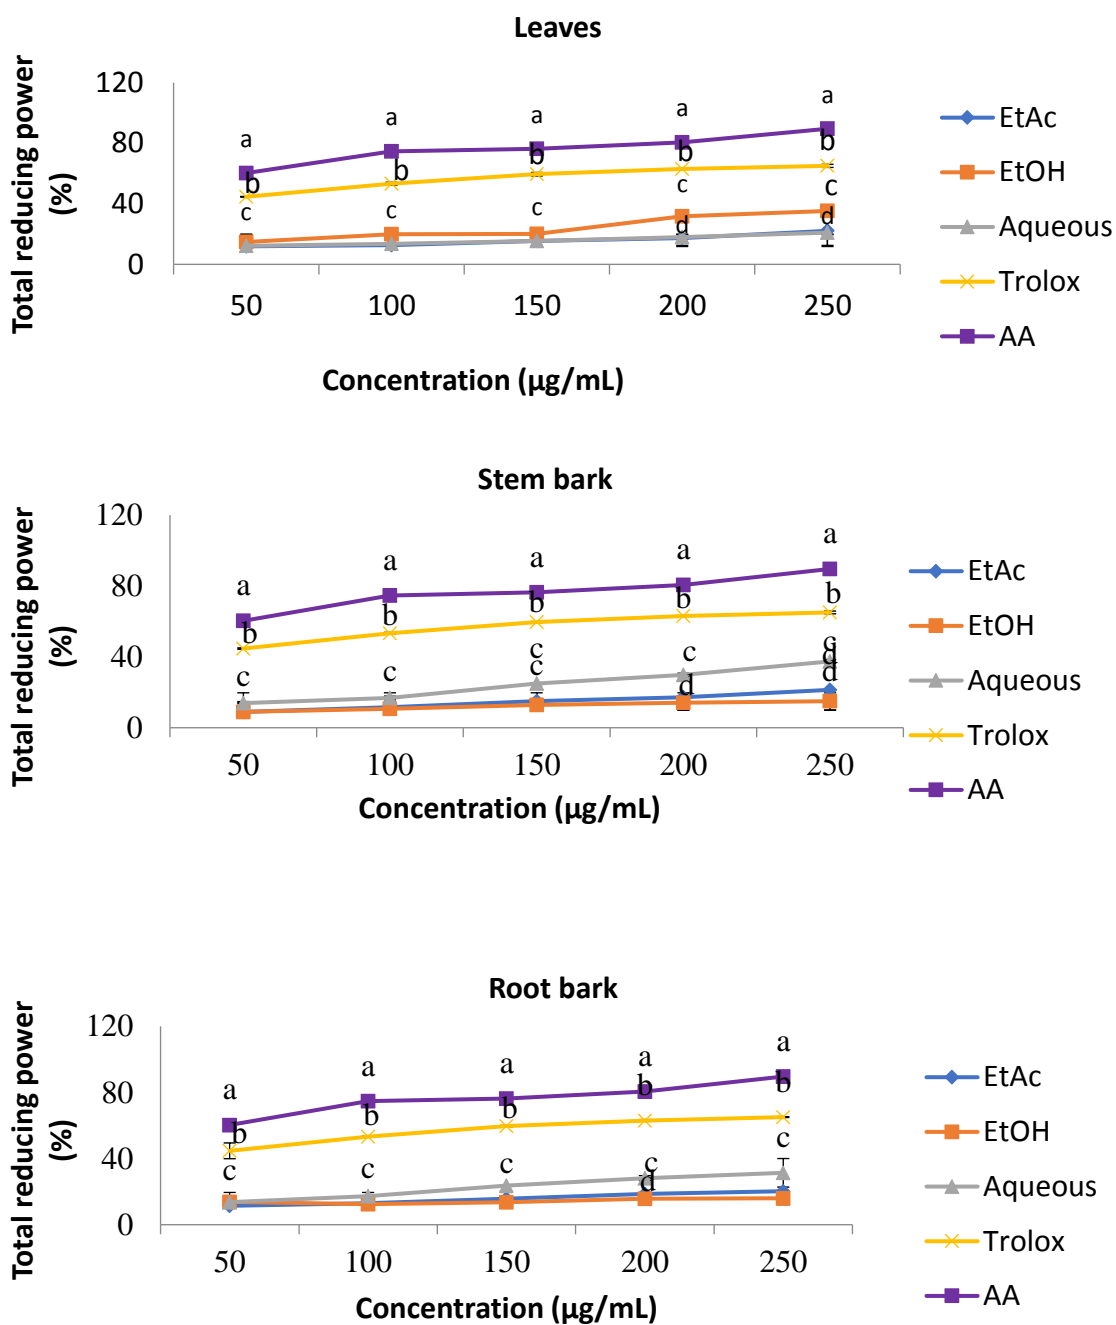 Leaves
Total reducing power
(%)
120
80
40
0
a a a a a
b b b b b
c c c c c
d d
50 100 150 200 250
Concentration (µg/mL)
EtAc
EtOH
Aqueous
Trolox
AA
Stem bark
Total reducing power
(%)
120
80
40
0
a a a a a
b b b b b
c c c c c
c d d
d
50 100 150 200 250
Concentration (µg/mL)
EtAc
EtOH
Aqueous
Trolox
AA
Root bark
Total reducing power
(%)
120
80
40
0
a a a a a
b b b b b
c c c c c
d
50 100 150 200 250
Concentration (µg/mL)
EtAc
EtOH
Aqueous
Trolox
AA